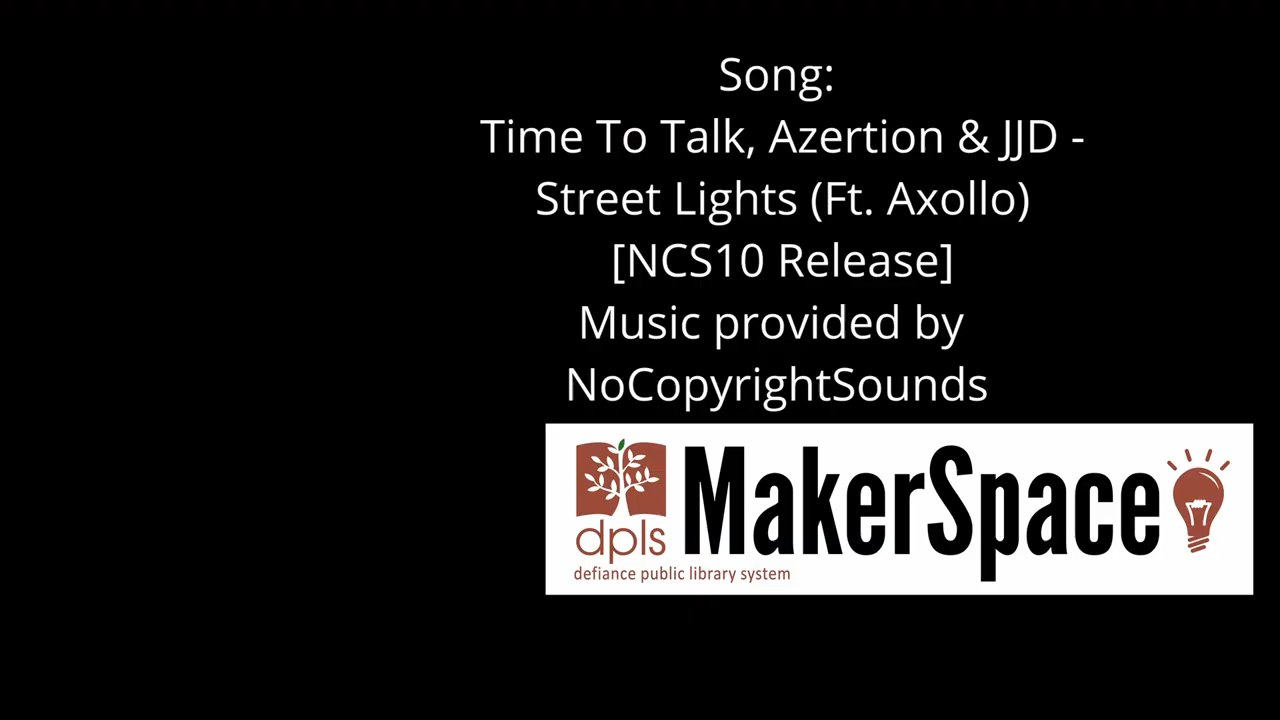 Song:
Time To Talk, Azertion & JJD -
Street Lights (Ft. Axollo)
[NCS10 Release]
Music provided by
NoCopyrightSounds
MakerSpace
dpls
defiance public library system